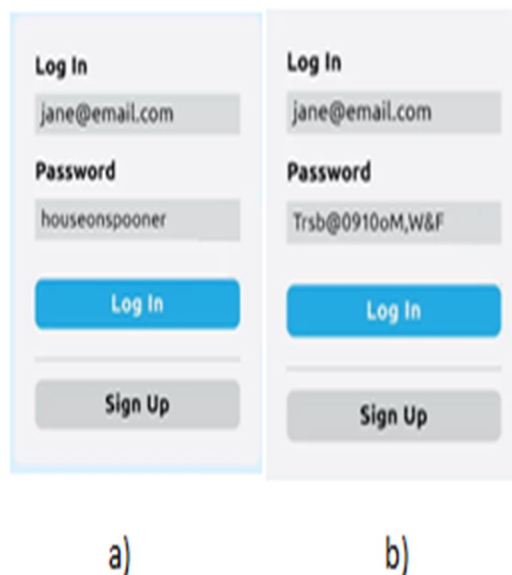 Log In
jane@email.com
Password
houseonspooner
Log In
Sign Up
a)
Log In
jane@email.com
Password
Trsb@0910oM,W&F
Log In
Sign Up
b)